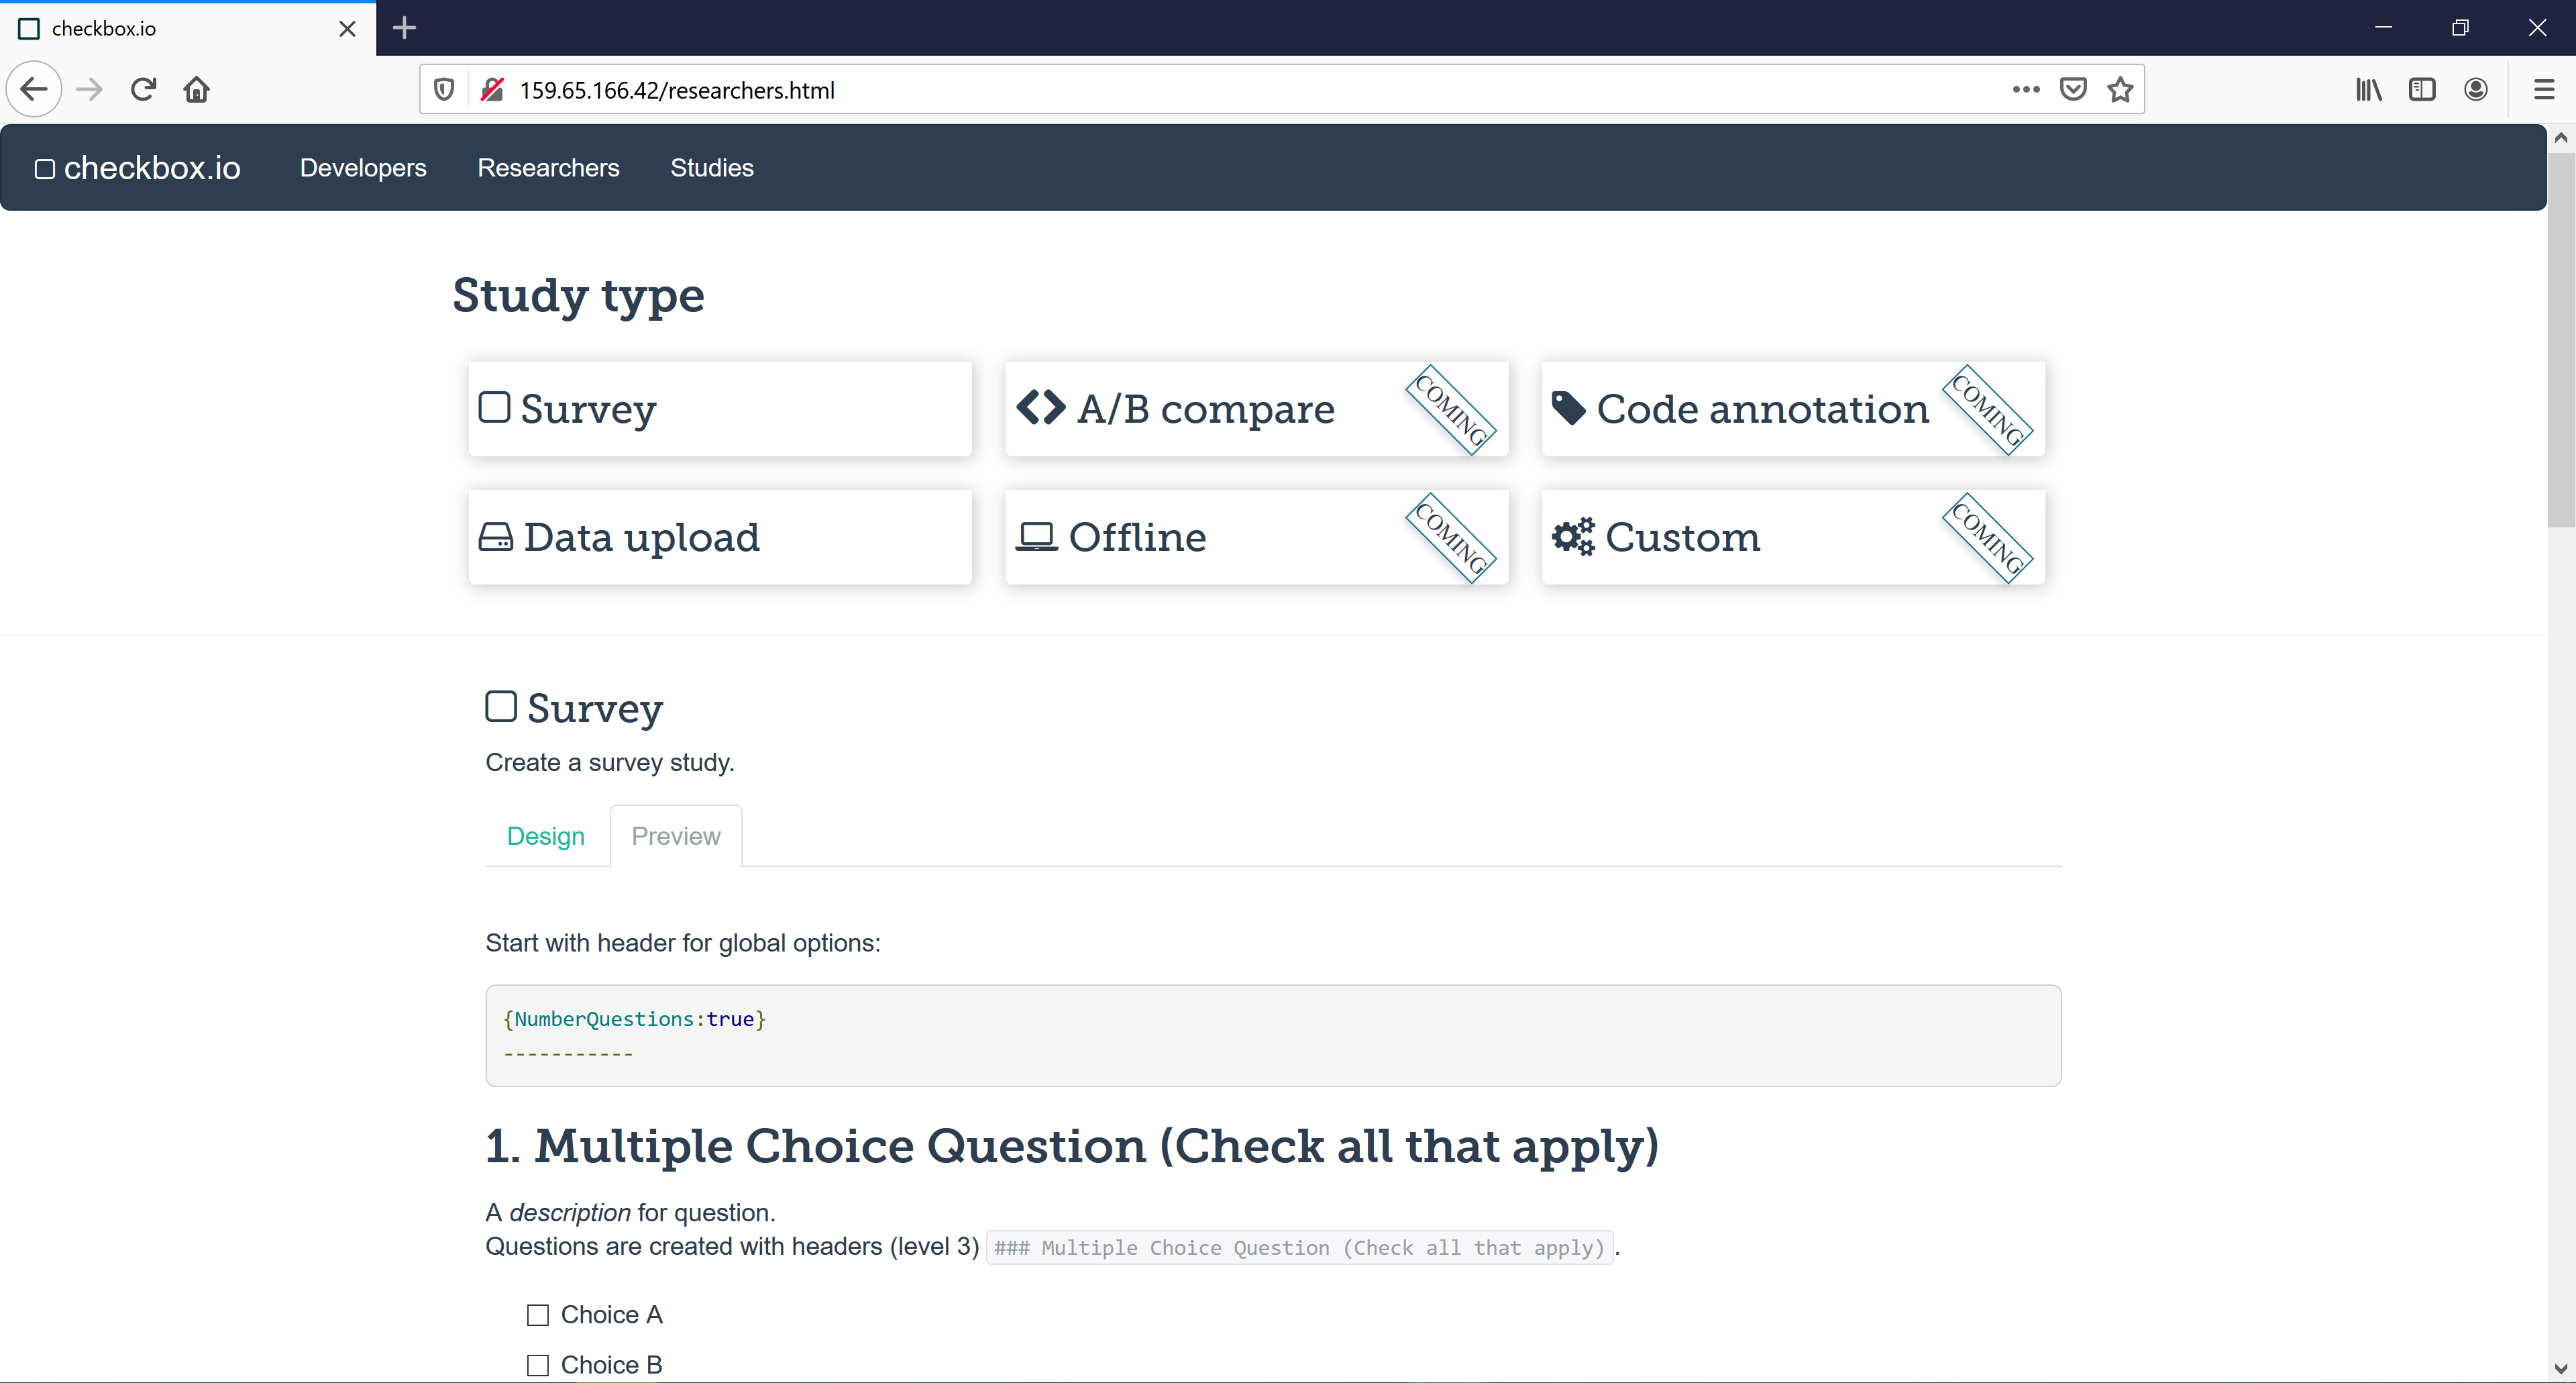 checkbox.io
159.65.166.42/researchers.html
checkbox.io Developers Researchers Studies
Study type
Survey
A/B compare
COMING
Code annotation
COMING
Data upload
Offline
COMING
Custom
COMING
Survey
Create a survey study.
Design Preview
Start with header for global options:
{NumberQuestions:true}
-----------
1. Multiple Choice Question (Check all that apply)
A description for question.
Questions are created with headers (level 3) ### Multiple Choice Question (Check all that apply).
Choice A
Choice B